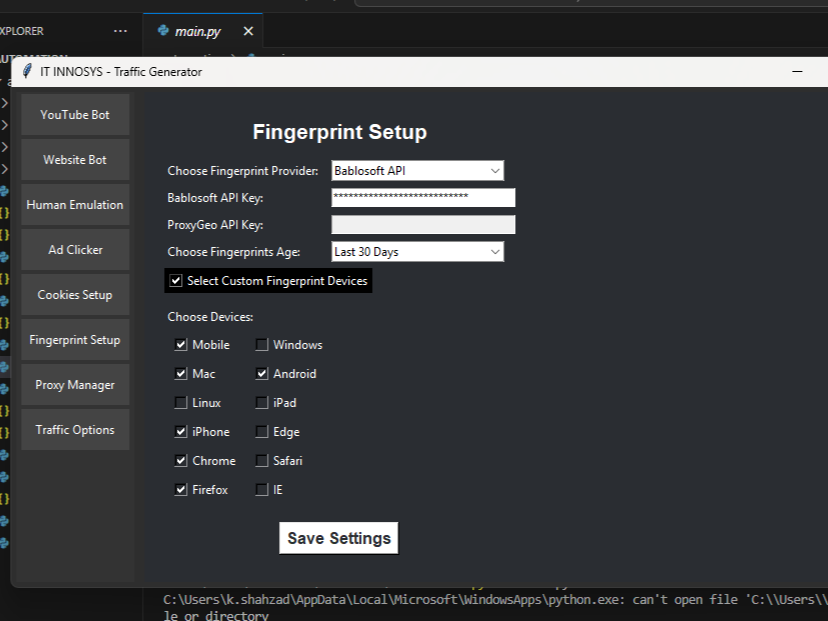 XPLORER
main.py
IT INNOSYS - Traffic Generator
YouTube Bot
Website Bot
Human Emulation
Ad Clicker
Cookies Setup
Fingerprint Setup
Proxy Manager
Traffic Options
Fingerprint Setup
Choose Fingerprint Provider: Bablosoft API
Bablosoft API Key: ***************************
ProxyGeo API Key:
Choose Fingerprints Age: Last 30 Days
Select Custom Fingerprint Devices
Choose Devices:
Mobile Windows
Mac Android
Linux iPad
iPhone Edge
Chrome Safari
Firefox IE
Save Settings
C:\Users\k.shahzad\AppData\Local\Microsoft\WindowsApps\python.exe: can't open file 'C:\\Users\\
le or directory